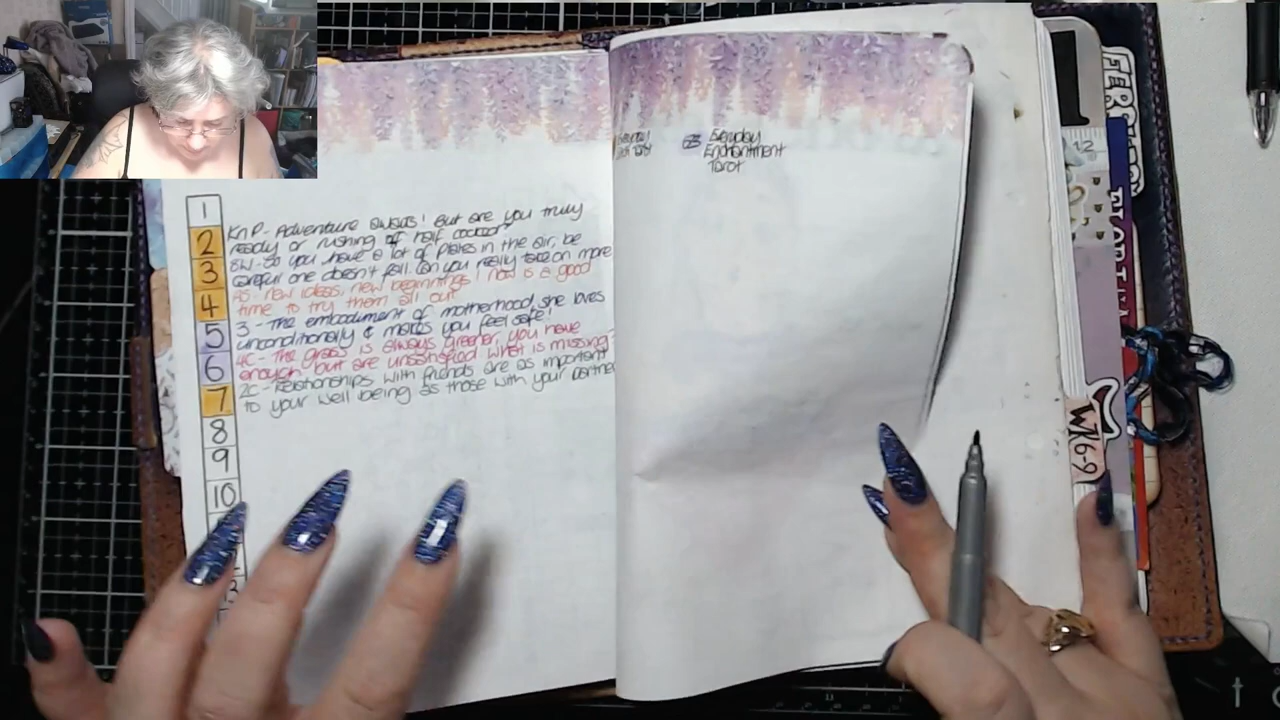 1
2
3
4
5
6
7
8
9
10
KnP - Adventure awaits! But are you truly
ready or rushing off half cocked?
8W - So you have a lot of plates in the air, be
careful one doesn't fall. Can you really take on more
AS - New ideas, new beginnings! Now is a good
time to try them all out
3 - The embodiment of motherhood, she loves
unconditionally & makes you feel safe!
4C - The grass is always greener, you have
enough but are unsatisfied what is missing?
2C - Relationships with friends are as important
to your well being as those with your partner
Everyday
Enchantment
Tarot
12
WK6-9